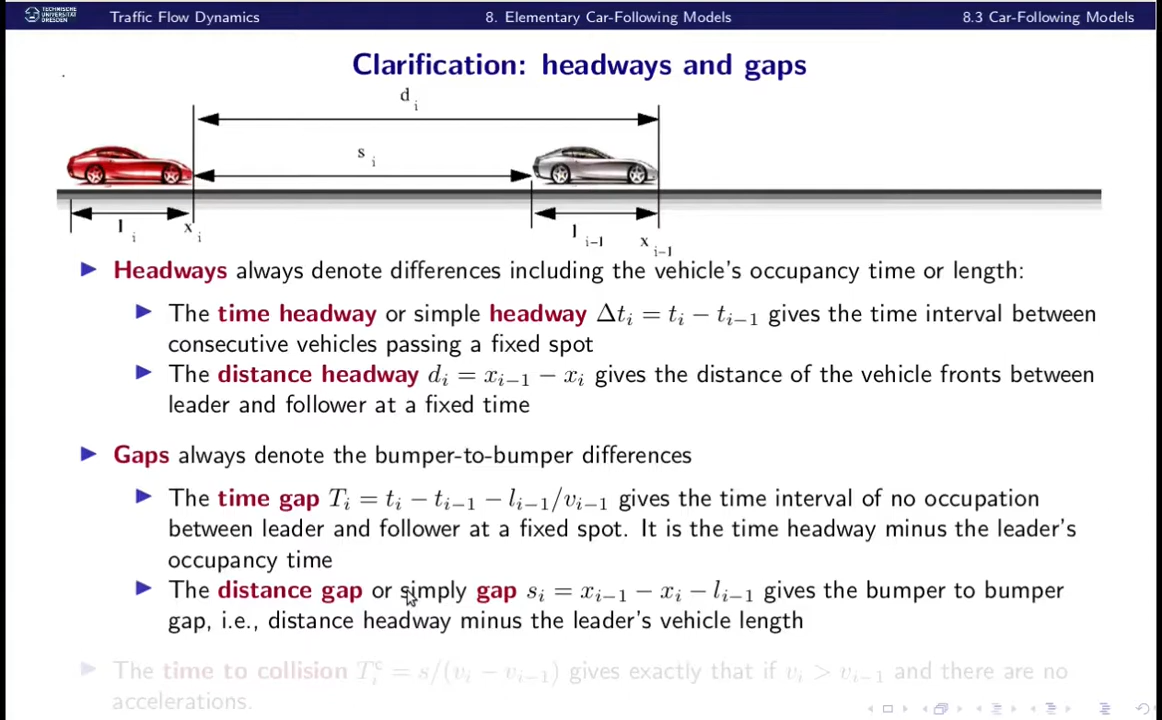 TECHNISCHE
UNIVERSITÄT
DRESDEN
Traffic Flow Dynamics
8. Elementary Car-Following Models
8.3 Car-Following Models
Clarification: headways and gaps
d i
s i
l i
x i
l i−1
x i−1
Headways always denote differences including the vehicle's occupancy time or length:
The time headway or simple headway Δt_i = t_i − t_{i−1} gives the time interval between
consecutive vehicles passing a fixed spot
The distance headway d_i = x_{i−1} − x_i gives the distance of the vehicle fronts between
leader and follower at a fixed time
Gaps always denote the bumper-to-bumper differences
The time gap T_i = t_i − t_{i−1} − l_{i−1}/v_{i−1} gives the time interval of no occupation
between leader and follower at a fixed spot. It is the time headway minus the leader's
occupancy time
The distance gap or simply gap s_i = x_{i−1} − x_i − l_{i−1} gives the bumper to bumper
gap, i.e., distance headway minus the leader's vehicle length
The time to collision T_i^c = s/(v_i − v_{i−1}) gives exactly that if v_i > v_{i−1} and there are no
accelerations.